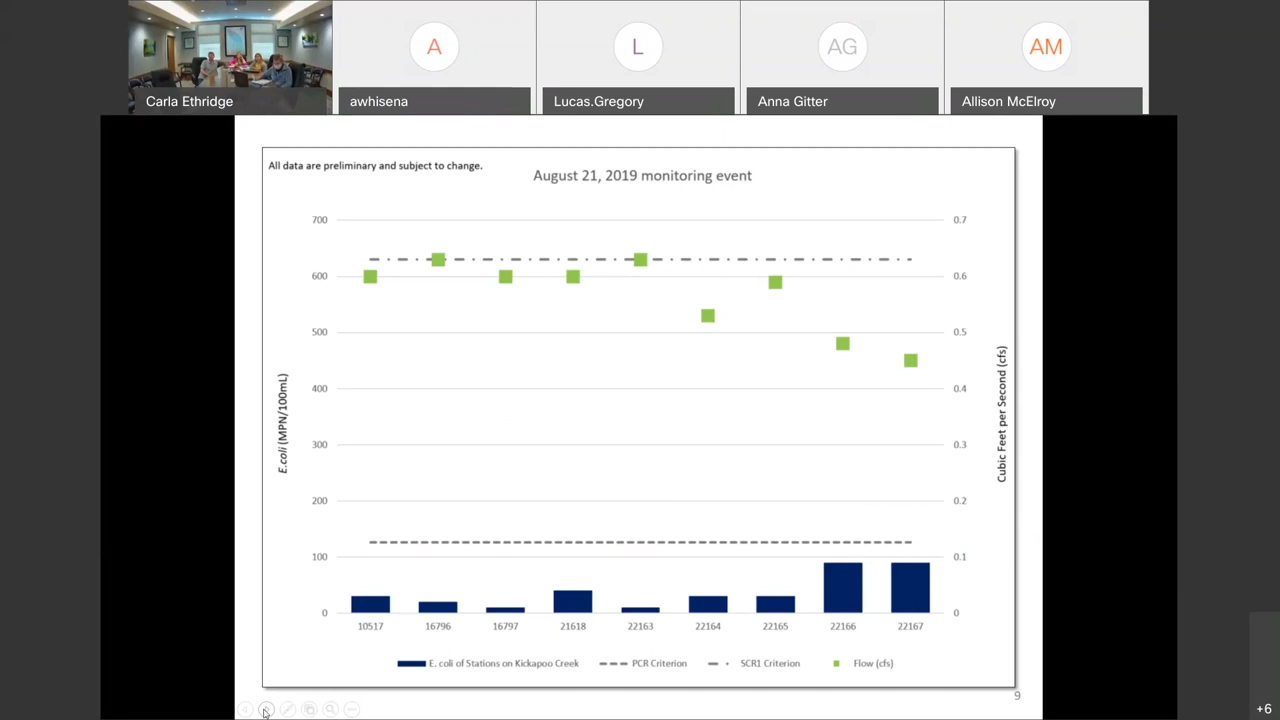 A
L
AG
AM
Carla Ethridge
awhisena
Lucas.Gregory
Anna Gitter
Allison McElroy
All data are preliminary and subject to change.
August 21, 2019 monitoring event
700
600
500
400
300
200
100
0
E.coli (MPN/100mL)
0.7
0.6
0.5
0.4
0.3
0.2
0.1
0
Cubic Feet per Second (cfs)
10517 16796 16797 21618 22163 22164 22165 22166 22167
E. coli of Stations on Kickapoo Creek PCR Criterion SCR1 Criterion Flow (cfs)
9
+6